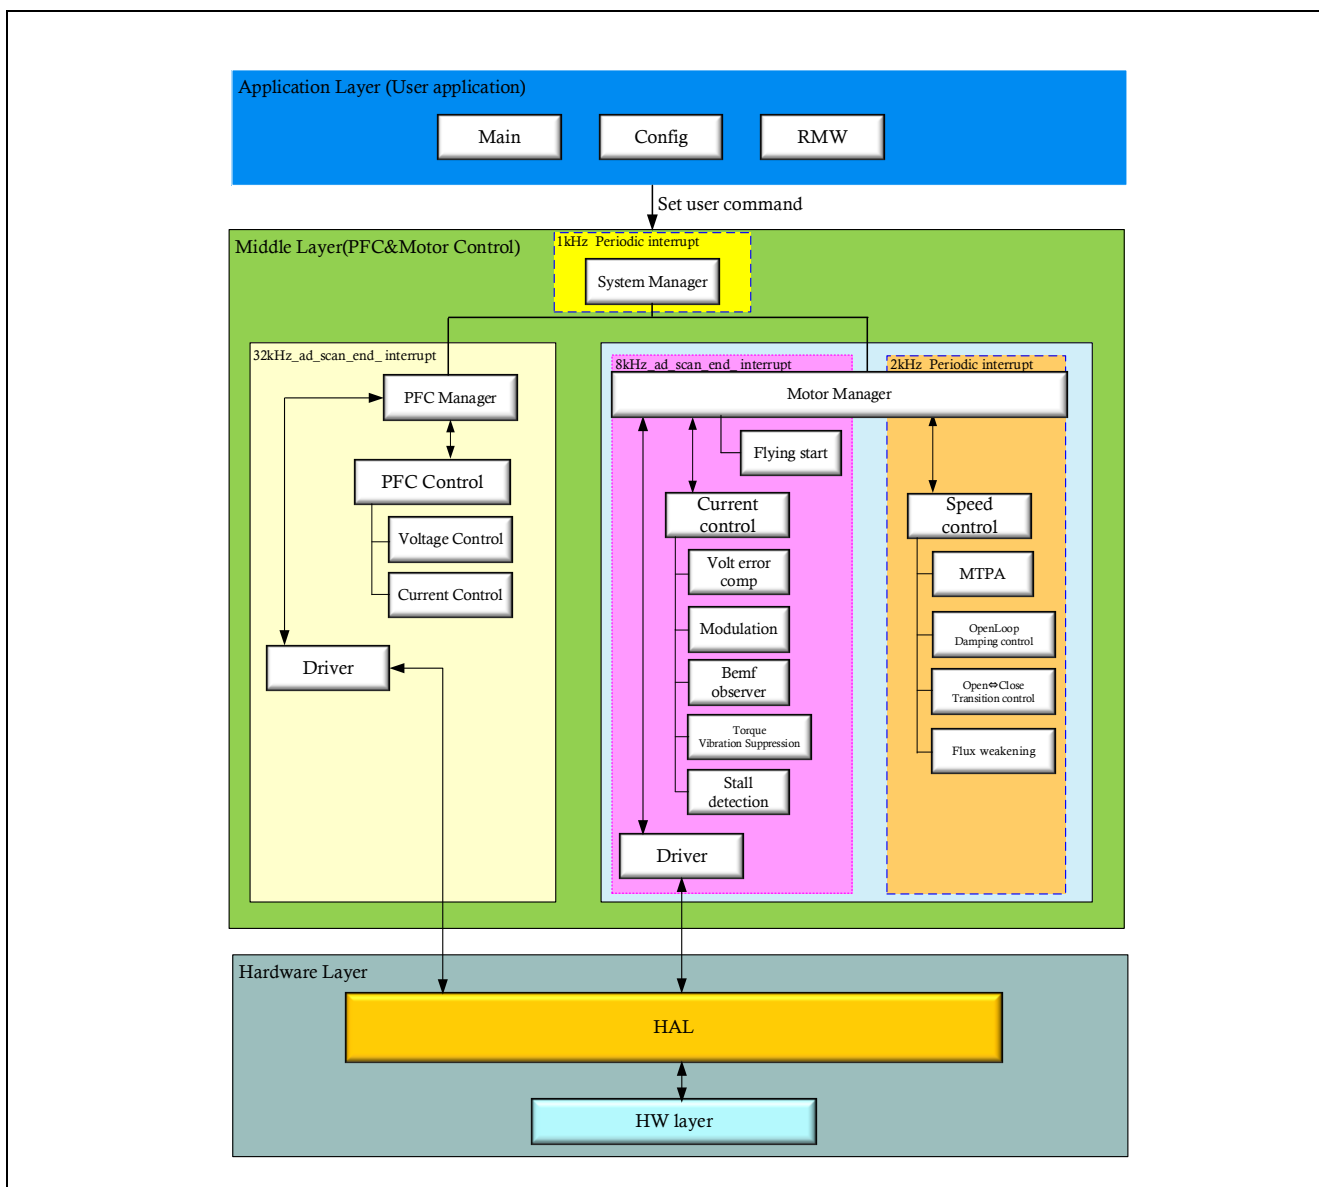 Application Layer (User application)
Main
Config
RMW
Set user command
Middle Layer(PFC&Motor Control)
1kHz  Periodic interrupt
System Manager
32kHz_ad_scan_end_ interrupt
PFC Manager
PFC Control
Voltage Control
Current Control
Driver
8kHz_ad_scan_end_ interrupt
2kHz  Periodic interrupt
Motor Manager
Flying start
Current
control
Volt error
comp
Modulation
Bemf
observer
Torque
Vibration Suppression
Stall
detection
Driver
Speed
control
MTPA
OpenLoop
Damping control
Open⇔Close
Transition control
Flux weakening
Hardware Layer
HAL
HW layer